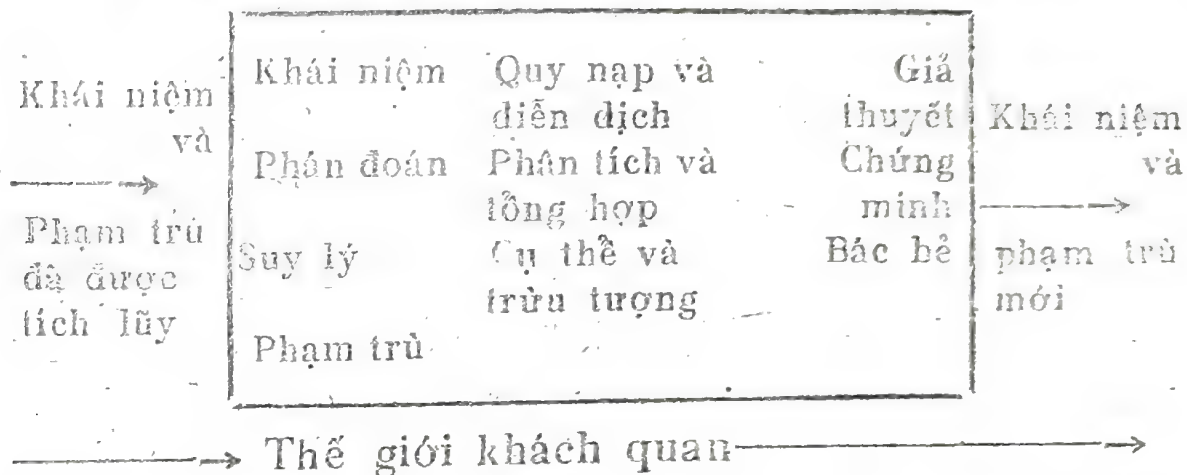 Khái niệm
và
Phạm trù
đã được
tích lũy
Khái niệm
Phán đoán
Suy lý
Phạm trù
Quy nạp và
diễn dịch
Phân tích và
tổng hợp
Cụ thể và
trừu tượng
Giả
thuyết
Chứng
minh
Bác bẻ
Khái niệm
và
phạm trù
mới
Thế giới khách quan